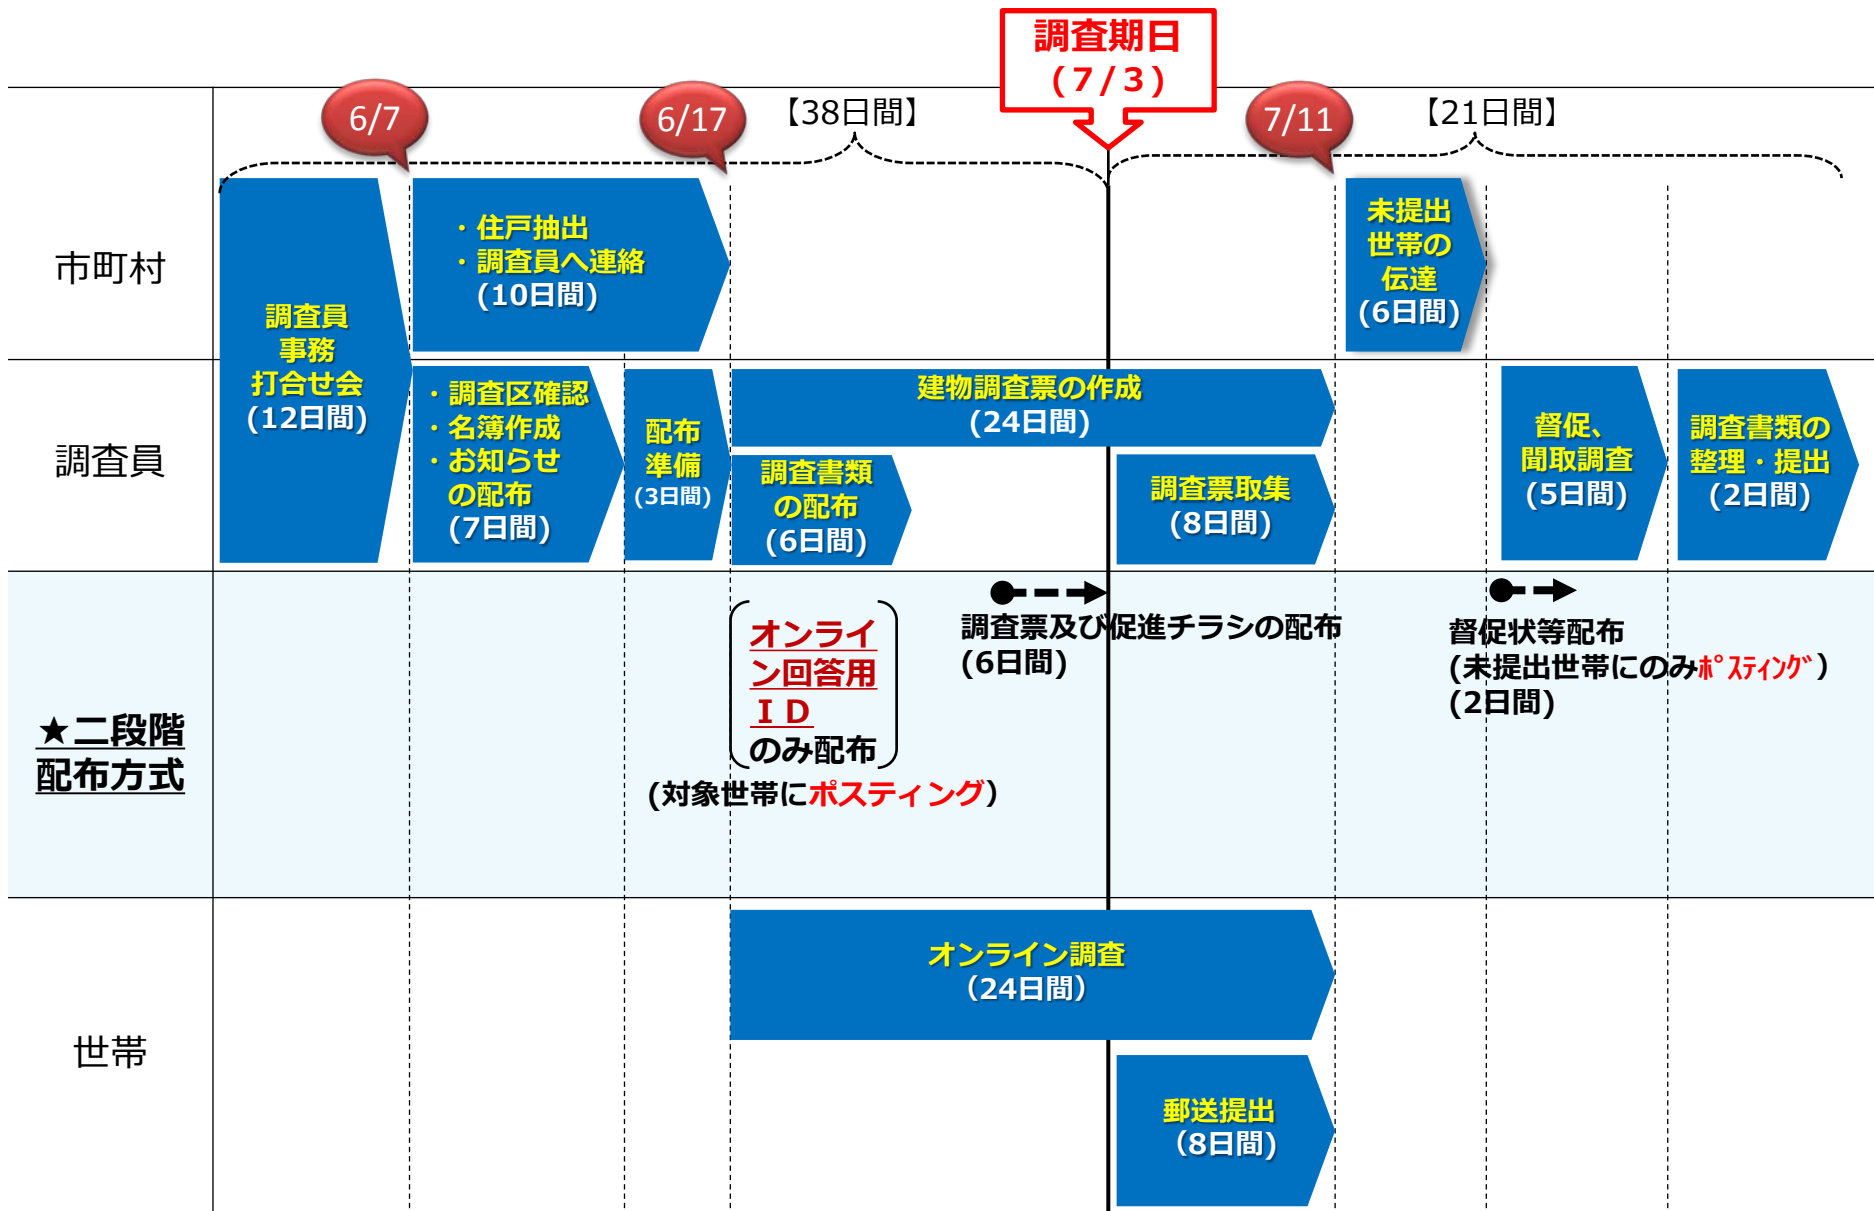 調査期日
(７/３)
6/7
6/17
【38日間】
7/11
【21日間】
市町村
調査員
事務
打合せ会
(12日間)
・住戸抽出
・調査員へ連絡
(10日間)
未提出
世帯の
伝達
(6日間)
調査員
・調査区確認
・名簿作成
・お知らせ
の配布
(7日間)
配布
準備
(3日間)
建物調査票の作成
(24日間)
調査書類
の配布
(6日間)
調査票取集
(8日間)
督促、
聞取調査
(5日間)
調査書類の
整理・提出
(2日間)
★二段階
配布方式
オンライ
ン回答用
ＩＤ
のみ配布
(対象世帯にポスティング）
調査票及び促進チラシの配布
(6日間)
督促状等配布
(未提出世帯にのみﾎﾟｽﾃｨﾝｸﾞ）
(2日間)
世帯
オンライン調査
（24日間）
郵送提出
（8日間)